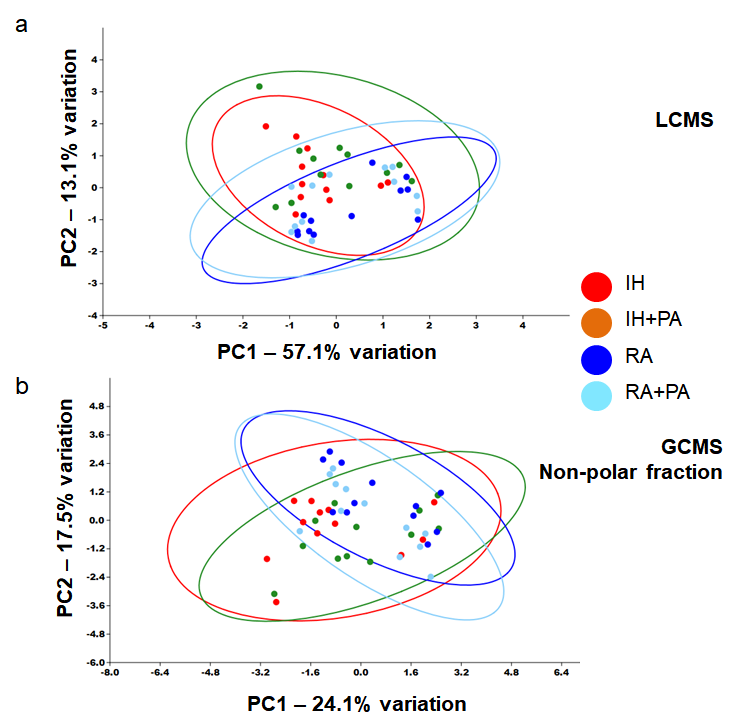 a
4
3
2
1
0
-1
-2
-3
-4
PC2 – 13.1% variation
-5 -4 -3 -2 -1 0 1 2 3 4
PC1 – 57.1% variation
LCMS
IH
IH+PA
RA
RA+PA
b
4.8
3.6
2.4
1.2
0.0
-1.2
-2.4
-3.6
-4.8
-6.0
PC2 – 17.5% variation
-8.0 -6.4 -4.8 -3.2 -1.6 0.0 1.6 3.2 4.8 6.4
PC1 – 24.1% variation
GCMS
Non-polar fraction